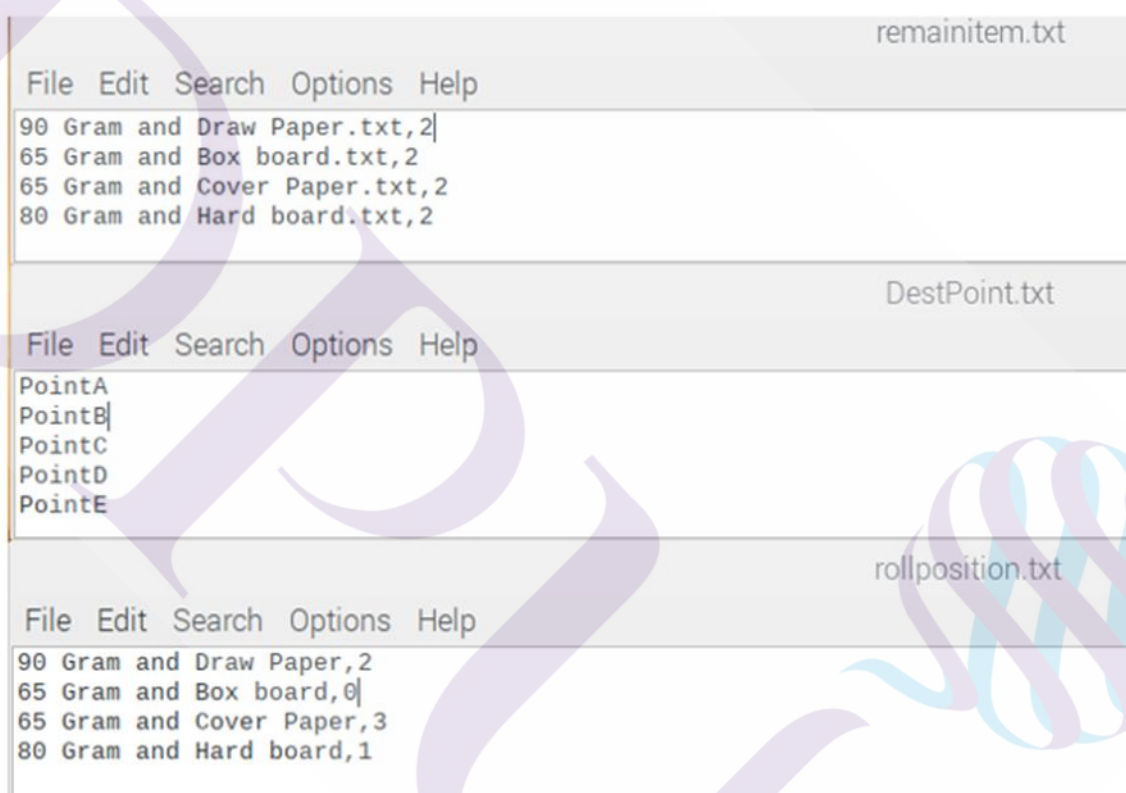 remainitem.txt
File Edit Search Options Help
90 Gram and Draw Paper.txt,2
65 Gram and Box board.txt,2
65 Gram and Cover Paper.txt,2
80 Gram and Hard board.txt,2
DestPoint.txt
File Edit Search Options Help
PointA
PointB
PointC
PointD
PointE
rollposition.txt
File Edit Search Options Help
90 Gram and Draw Paper,2
65 Gram and Box board,0
65 Gram and Cover Paper,3
80 Gram and Hard board,1